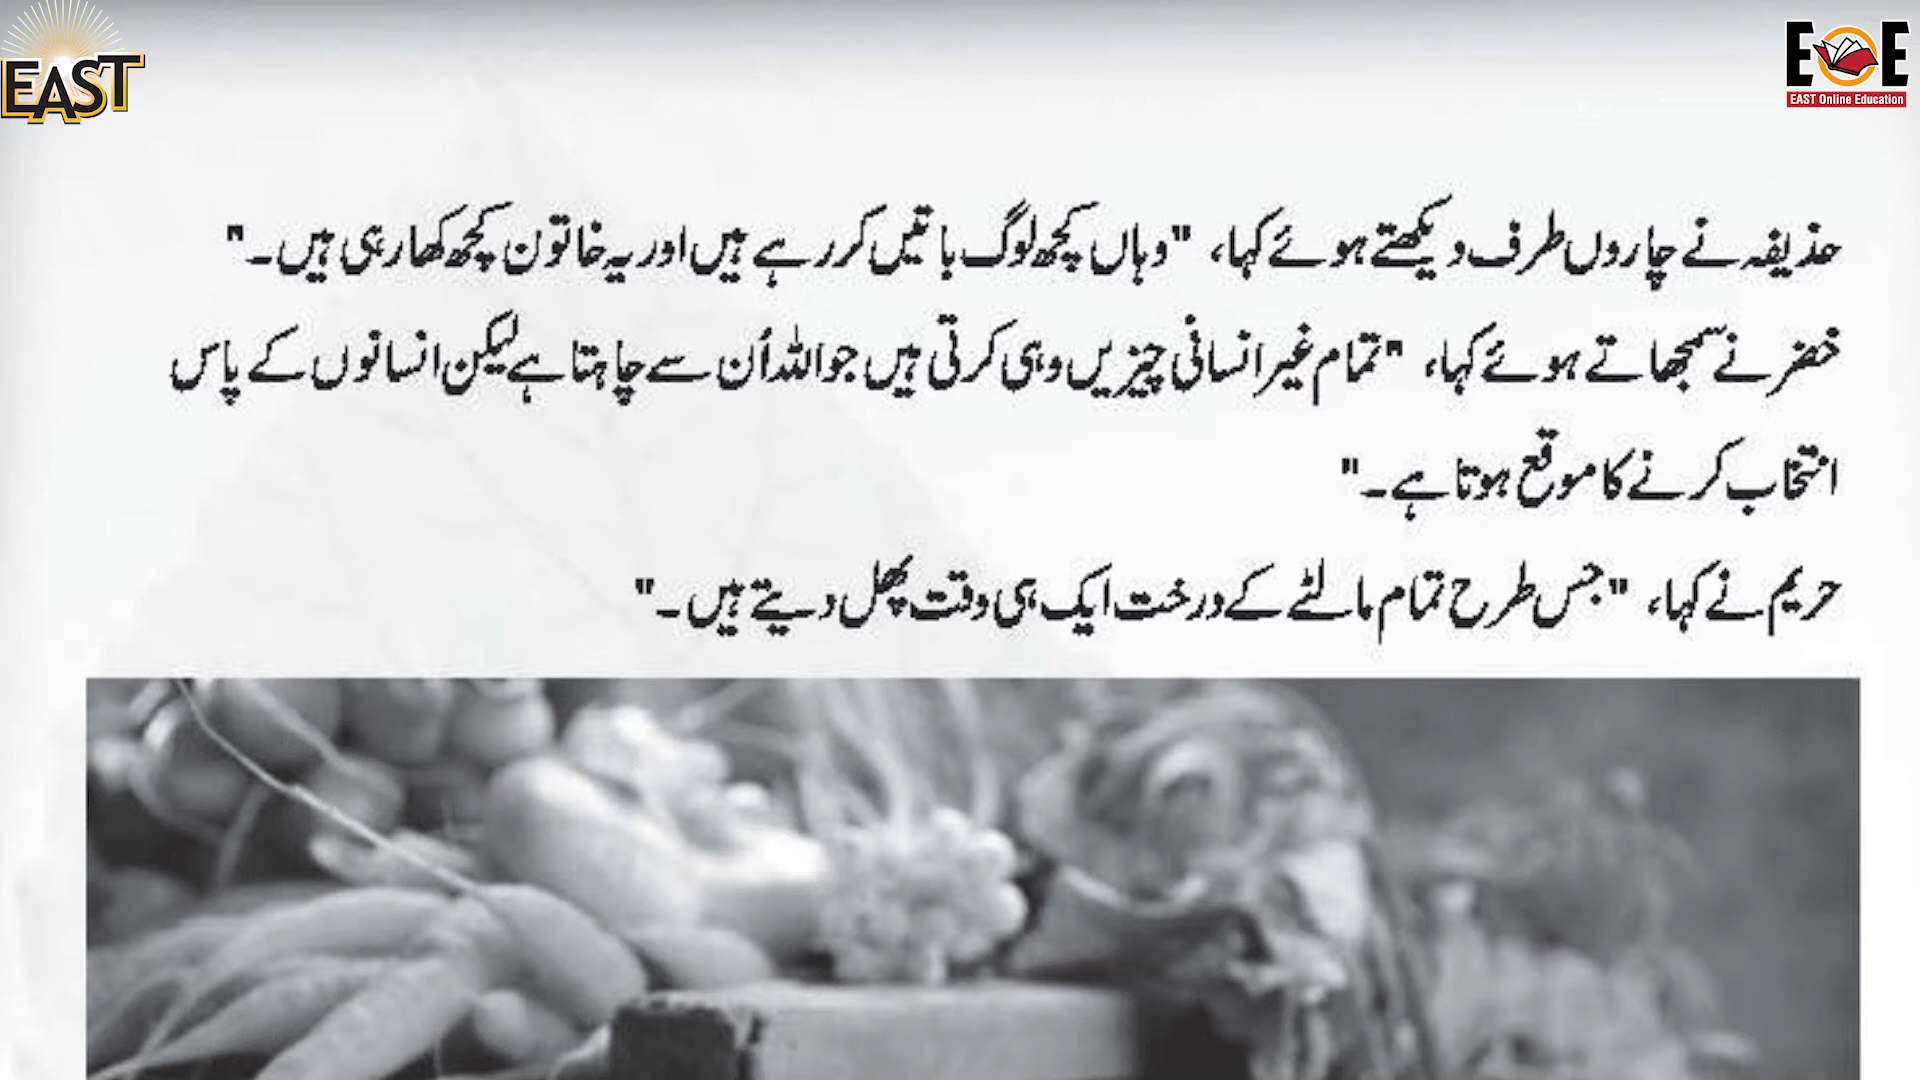 EAST
EOE
EAST Online Education
حذیفہ نے چاروں طرف دیکھتے ہوئے کہا، "وہاں کچھ لوگ باتیں کر رہے ہیں اور یہ خاتون کچھ کھا رہی ہیں۔"
خضر نے سمجھاتے ہوئے کہا، "تمام غیر انسانی چیزیں وہی کرتی ہیں جو اللہ اُن سے چاہتا ہے لیکن انسانوں کے پاس
انتخاب کرنے کا موقع ہوتا ہے۔"
حریم نے کہا، "جس طرح تمام مالٹے کے درخت ایک ہی وقت پھل دیتے ہیں۔"